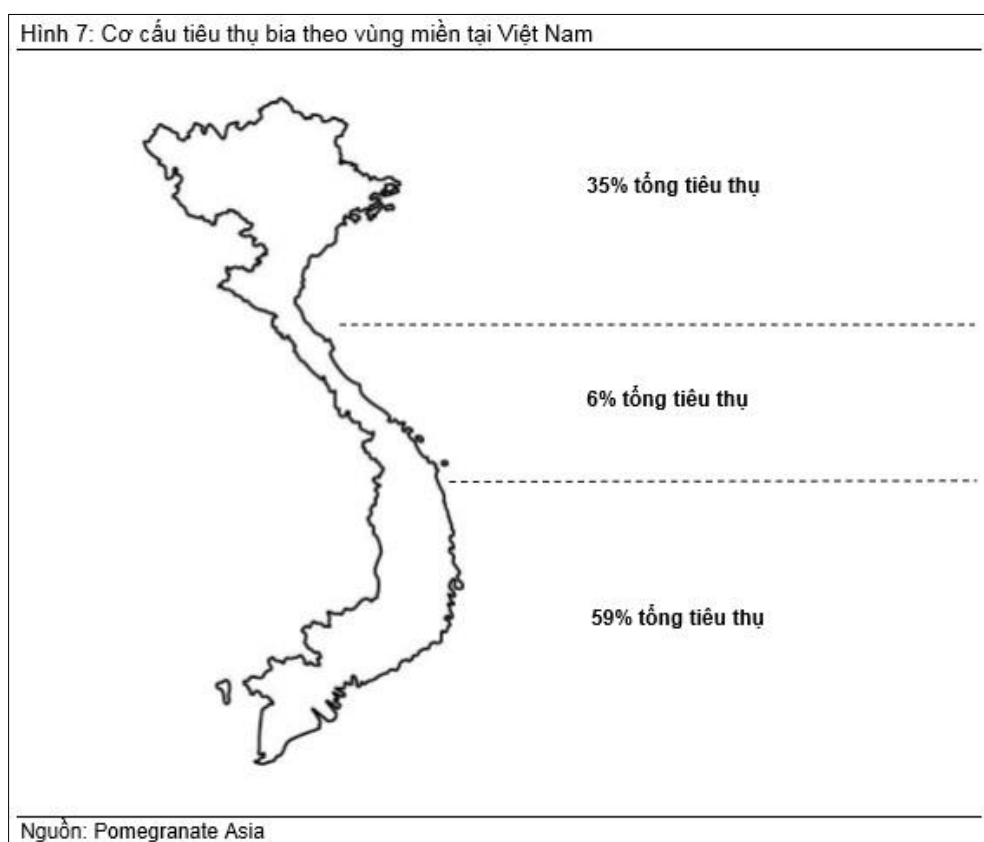 Hình 7: Cơ cấu tiêu thụ bia theo vùng miền tại Việt Nam
35% tổng tiêu thụ
6% tổng tiêu thụ
59% tổng tiêu thụ
Nguồn: Pomegranate Asia